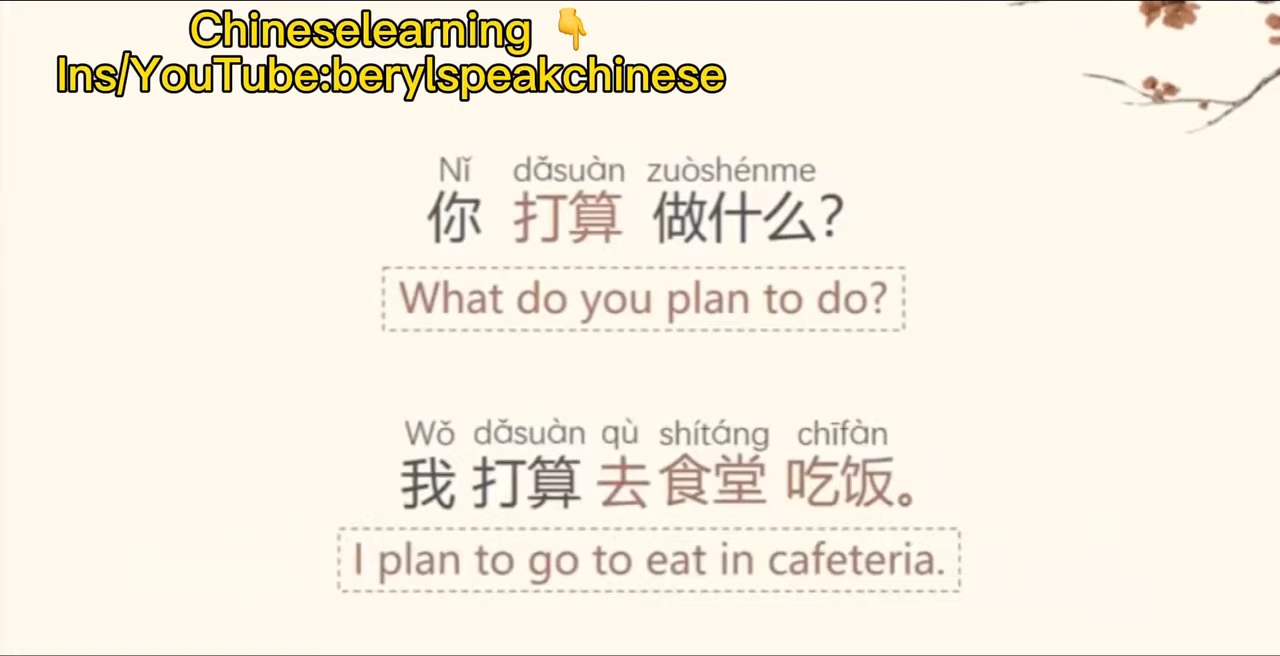 Chineselearning 👇
Ins/YouTube:berylspeakchinese
Nǐ dǎsuàn zuòshénme
你 打算 做什么？
What do you plan to do?
Wǒ dǎsuàn qù shítáng chīfàn
我 打算 去 食堂 吃饭。
I plan to go to eat in cafeteria.